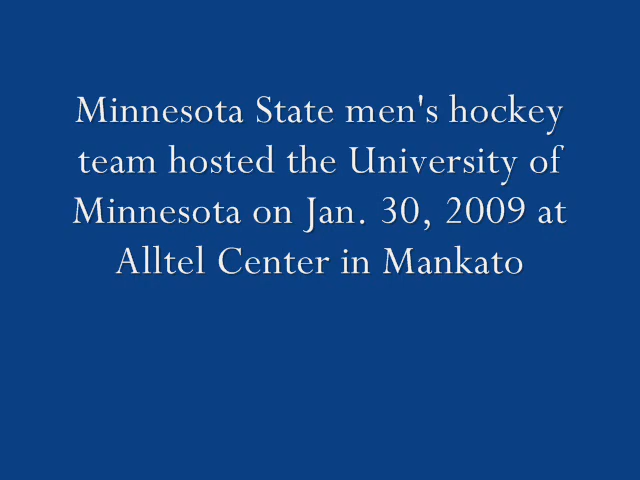 Minnesota State men's hockey
team hosted the University of
Minnesota on Jan. 30, 2009 at
Alltel Center in Mankato